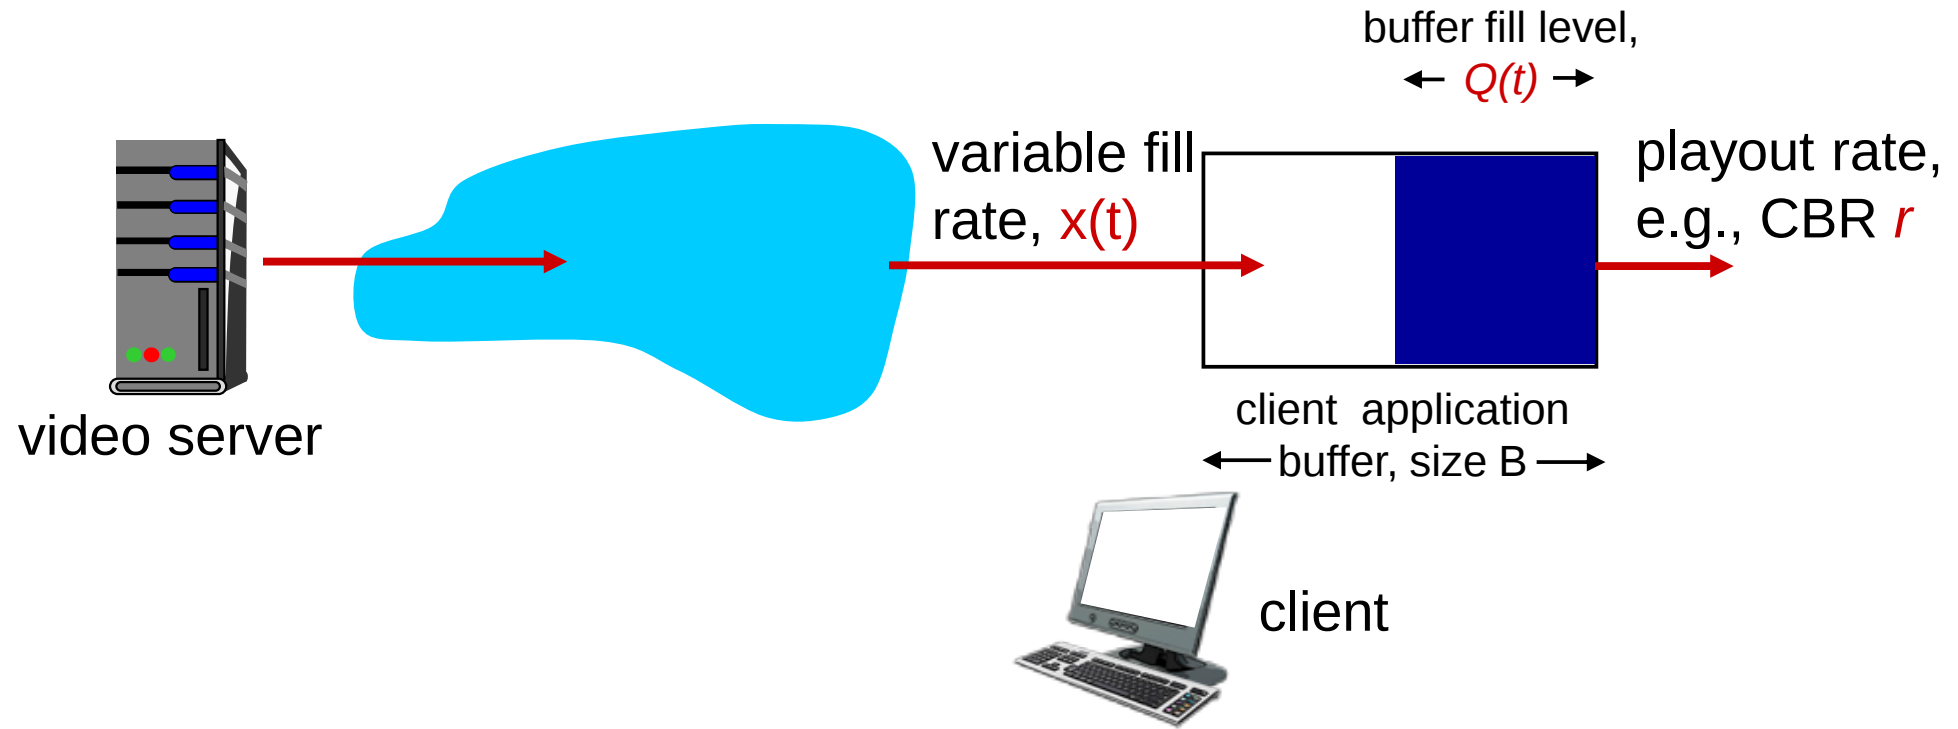 buffer fill level,
Q(t)
variable fill
rate, x(t)
playout rate,
e.g., CBR r
client application
buffer, size B
video server
client